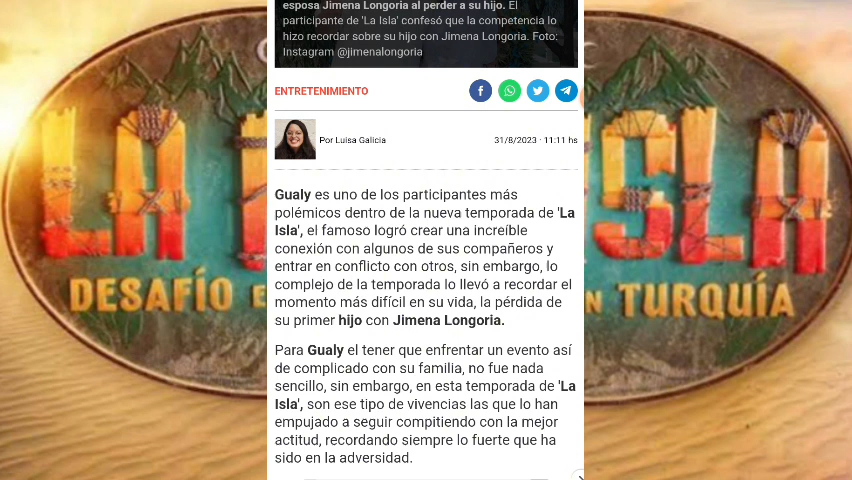 esposa Jimena Longoria al perder a su hijo. El
participante de 'La Isla' confesó que la competencia lo
hizo recordar sobre su hijo con Jimena Longoria. Foto:
Instagram @jimenalongoria
ENTRETENIMIENTO
Por Luisa Galicia
31/8/2023 · 11:11 hs
Gualy es uno de los participantes más
polémicos dentro de la nueva temporada de 'La
Isla', el famoso logró crear una increíble
conexión con algunos de sus compañeros y
entrar en conflicto con otros, sin embargo, lo
complejo de la temporada lo llevó a recordar el
momento más difícil en su vida, la pérdida de
su primer hijo con Jimena Longoria.
Para Gualy el tener que enfrentar un evento así
de complicado con su familia, no fue nada
sencillo, sin embargo, en esta temporada de 'La
Isla', son ese tipo de vivencias las que lo han
empujado a seguir compitiendo con la mejor
actitud, recordando siempre lo fuerte que ha
sido en la adversidad.
LA
ISLA
DESAFÍO E
N TURQUÍA